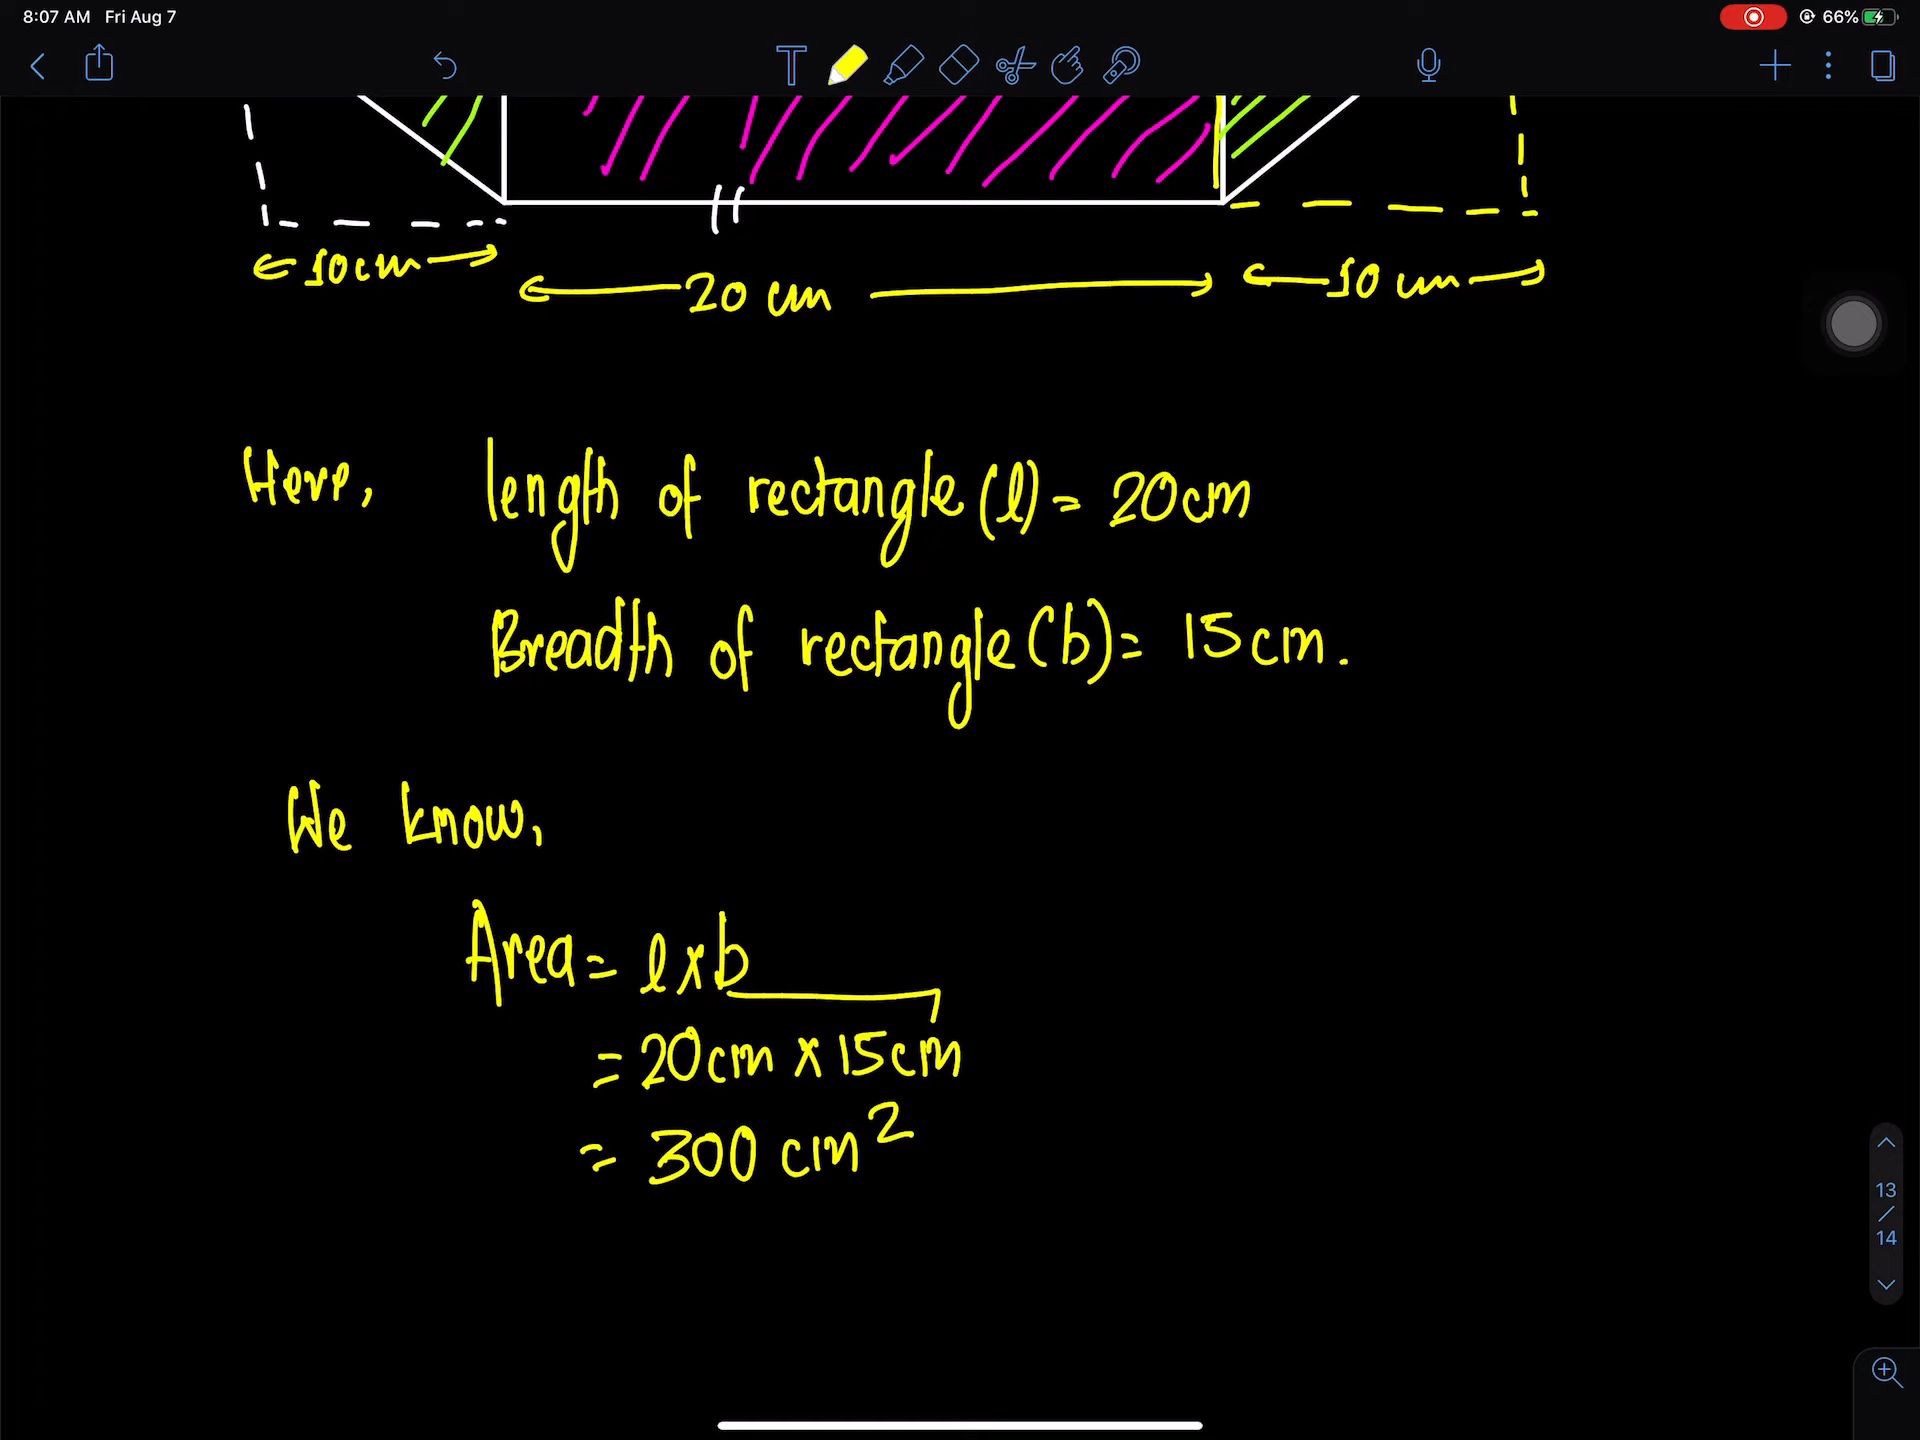 8:07 AM Fri Aug 7
66%
T
10cm
20 cm
10 cm
Here, length of rectangle (l) = 20cm
Breadth of rectangle (b) = 15cm.
We know,
Area = l x b
= 20cm x 15cm
= 300 cm²
13
/
14